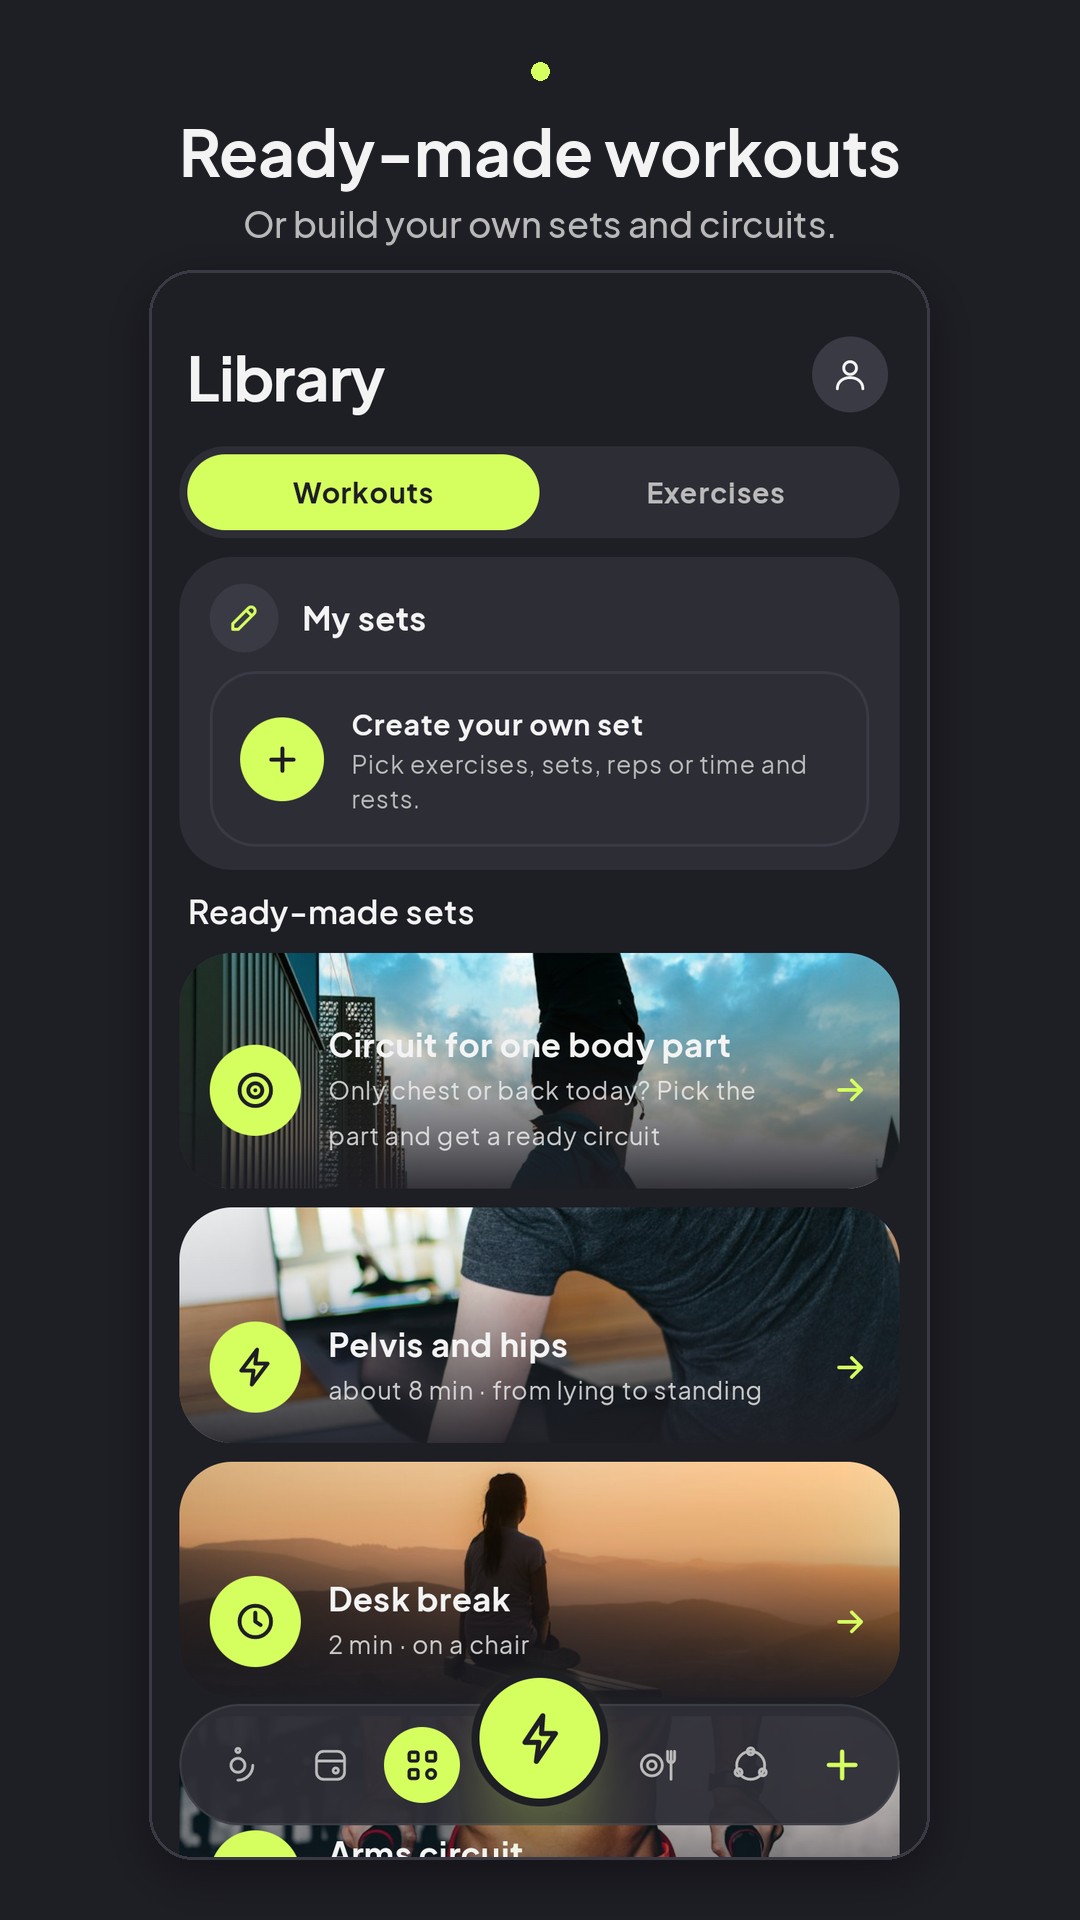 Ready-made workouts
Or build your own sets and circuits.
Library
Workouts
Exercises
My sets
Create your own set
Pick exercises, sets, reps or time and
rests.
Ready-made sets
Circuit for one body part
Only chest or back today? Pick the
part and get a ready circuit
Pelvis and hips
about 8 min · from lying to standing
Desk break
2 min · on a chair
Arms circuit